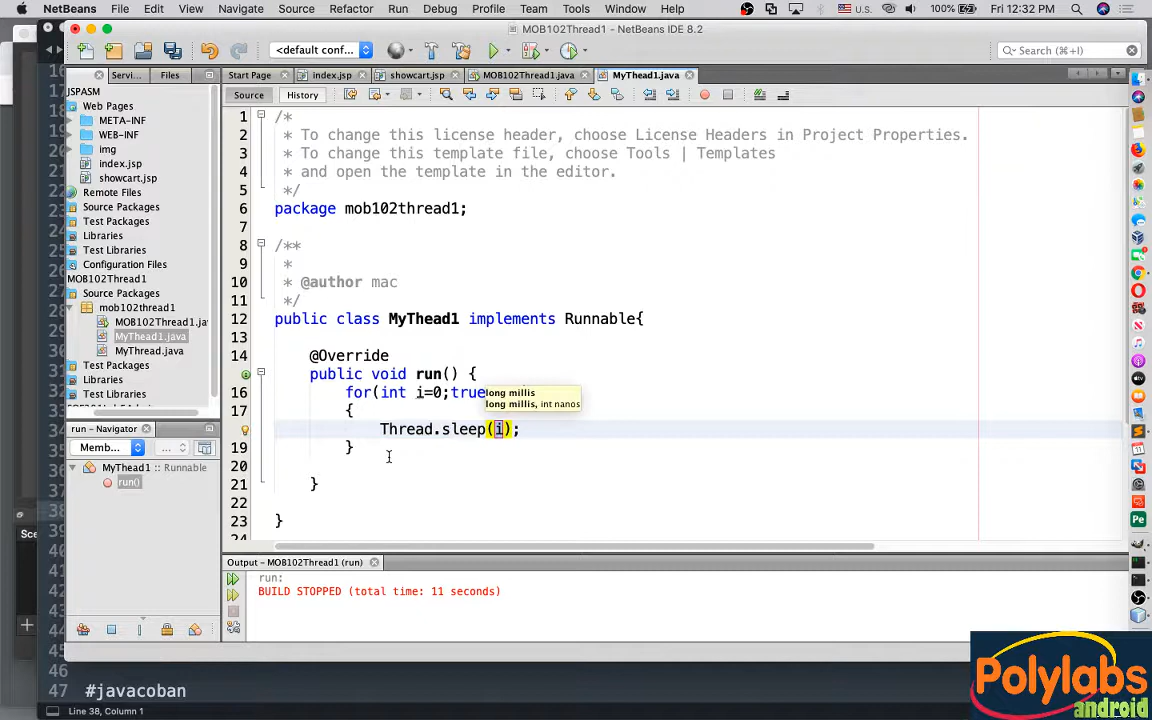 NetBeans File Edit View Navigate Source Refactor Run Debug Profile Team Tools Window Help U.S. 100% Fri 12:32 PM
MOB102Thread1 - NetBeans IDE 8.2
<default conf...
Search (⌘+I)
Servi... Files
Start Page index.jsp showcart.jsp MOB102Thread1.java MyThead1.java
Source History
JSPASM
Web Pages
META-INF
WEB-INF
img
index.jsp
showcart.jsp
Remote Files
Source Packages
Test Packages
Libraries
Test Libraries
Configuration Files
MOB102Thread1
Source Packages
mob102thread1
MOB102Thread1.ja
MyThead1.java
MyThread.java
Test Packages
Libraries
Test Libraries
run - Navigator
Memb...
MyThead1 :: Runnable
run()
1 /*
2 * To change this license header, choose License Headers in Project Properties.
3 * To change this template file, choose Tools | Templates
4 * and open the template in the editor.
5 */
6 package mob102thread1;
7
8 /**
9 *
10 * @author mac
11 */
12 public class MyThead1 implements Runnable{
13
14 @Override
public void run() {
16 for(int i=0;true
long millis
long millis, int nanos
17 {
Thread.sleep(i);
19 }
20
21 }
22
23 }
24
Output - MOB102Thread1 (run)
run:
BUILD STOPPED (total time: 11 seconds)
46
47 #javacoban
Line 38, Column 1
Polylabs
android